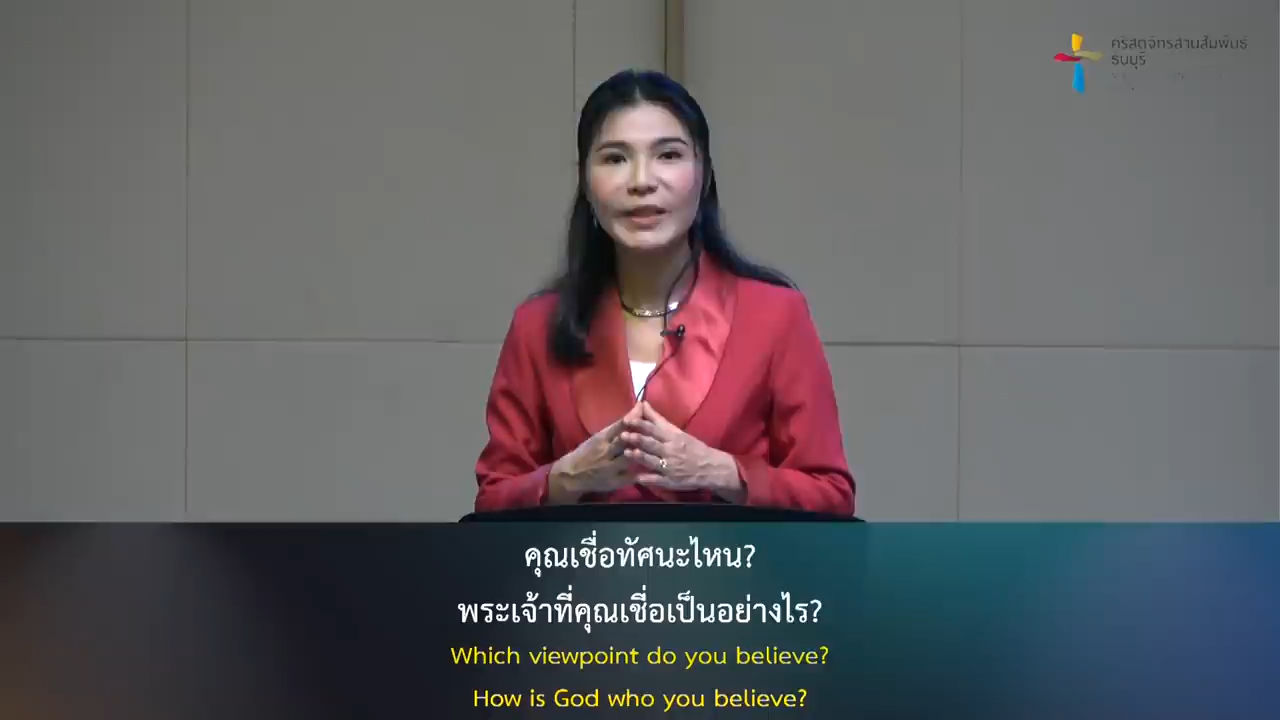 คริสตจักรสานสัมพันธ์
ธนบุรี
คุณเชื่อทัศนะไหน?
พระเจ้าที่คุณเชื่อเป็นอย่างไร?
Which viewpoint do you believe?
How is God who you believe?